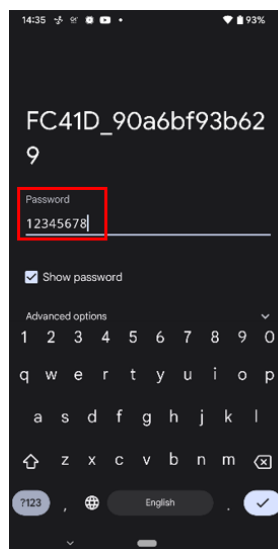 14:35 93%
FC41D_90a6bf93b62
9
Password
12345678
Show password
Advanced options
1 2 3 4 5 6 7 8 9 0
q w e r t y u i o p
a s d f g h j k l
z x c v b n m
?123 , English .